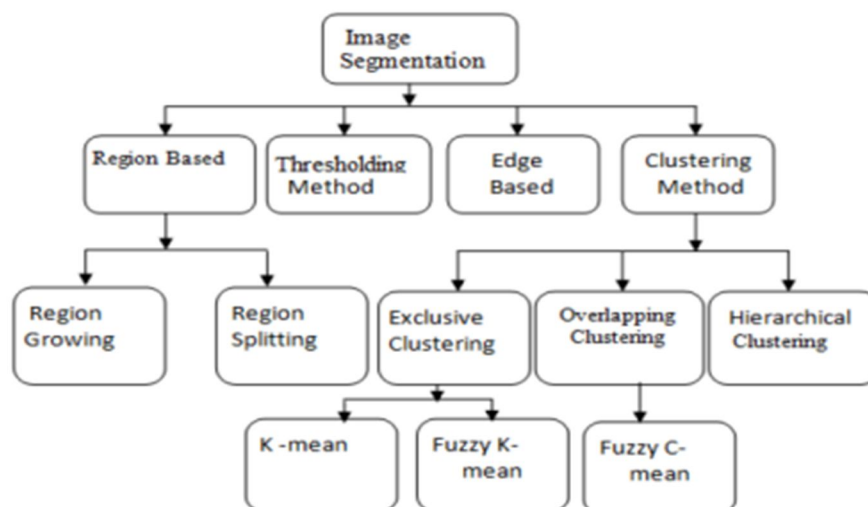 Image
Segmentation
Region Based
Thresholding
Method
Edge
Based
Clustering
Method
Region
Growing
Region
Splitting
Exclusive
Clustering
Overlapping
Clustering
Hierarchical
Clustering
K -mean
Fuzzy K-
mean
Fuzzy C-
mean